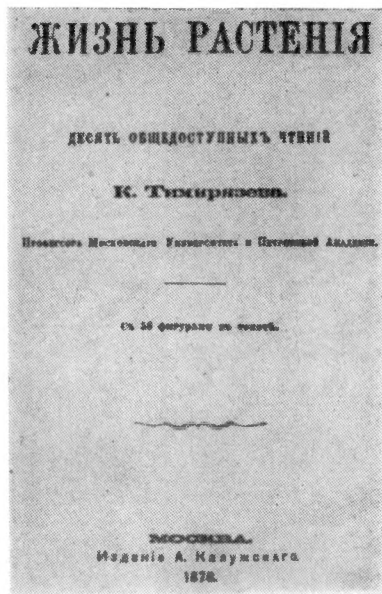 ЖИЗНЬ РАСТЕНІЯ
ДЕСЯТЬ ОБЩЕДОСТУПНЫХЪ ЧТЕНІЙ
К. Тимирязева.
Профессора Московскаго Университета и Петровской Академіи.
Съ 56 фигурами въ текстѣ.
МОСКВА.
Изданіе А. Калужскаго
1878.